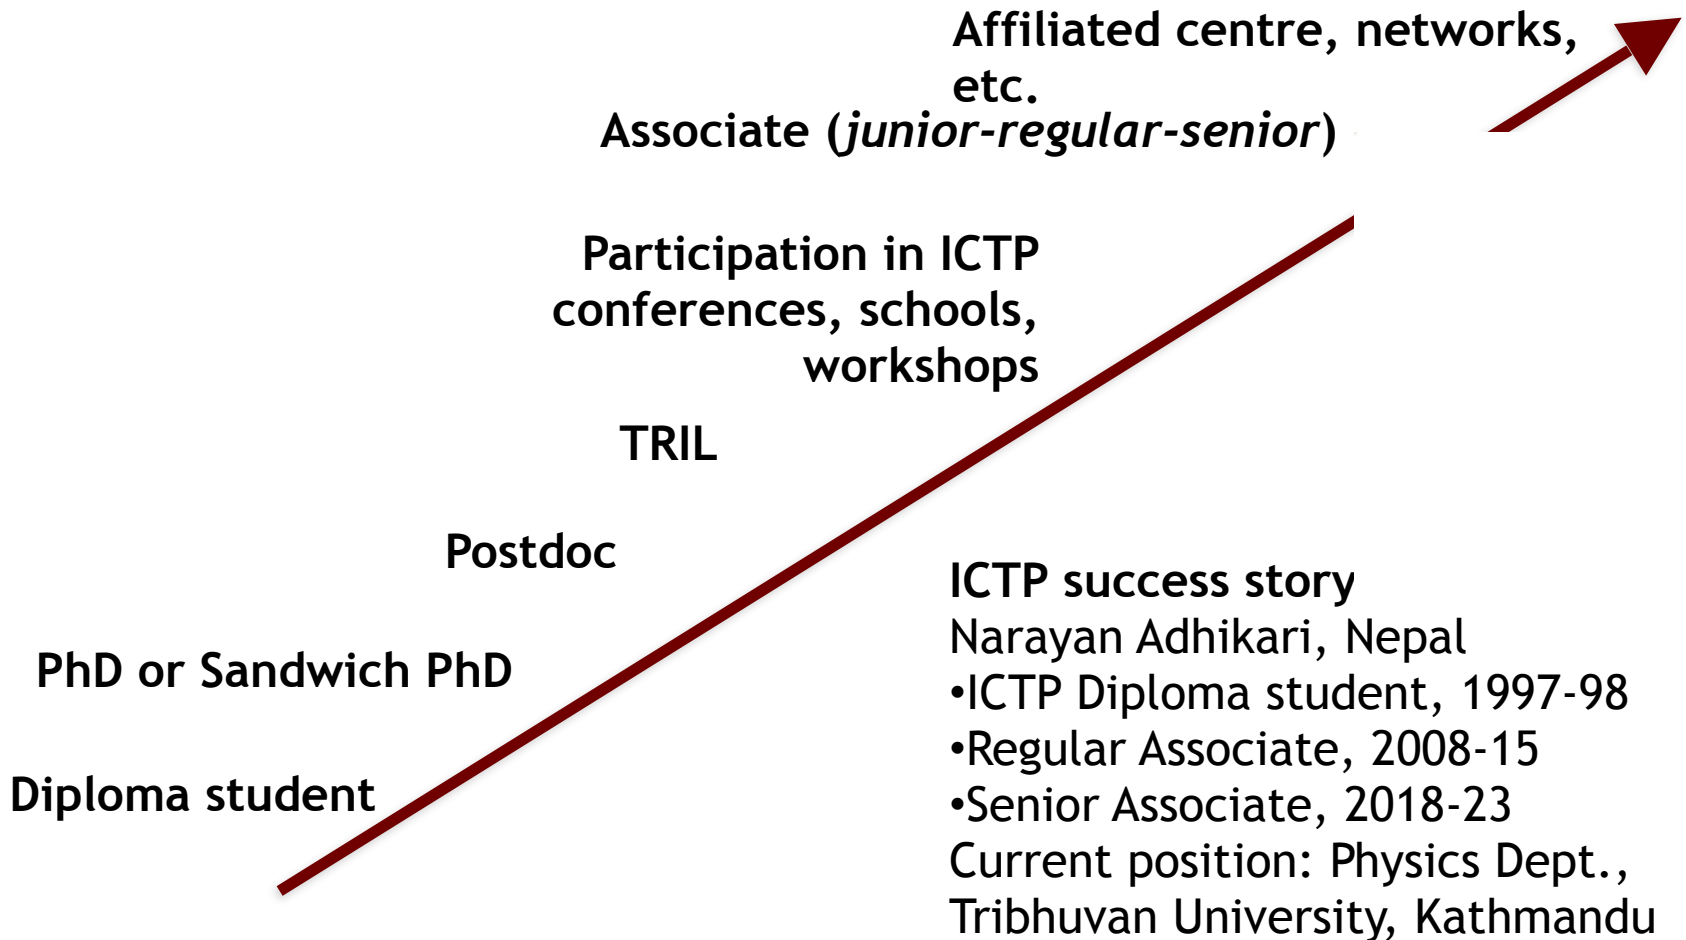 Affiliated centre, networks,
etc.
Associate (junior-regular-senior)
Participation in ICTP
conferences, schools,
workshops
TRIL
Postdoc
PhD or Sandwich PhD
Diploma student
ICTP success story
Narayan Adhikari, Nepal
•ICTP Diploma student, 1997-98
•Regular Associate, 2008-15
•Senior Associate, 2018-23
Current position: Physics Dept.,
Tribhuvan University, Kathmandu